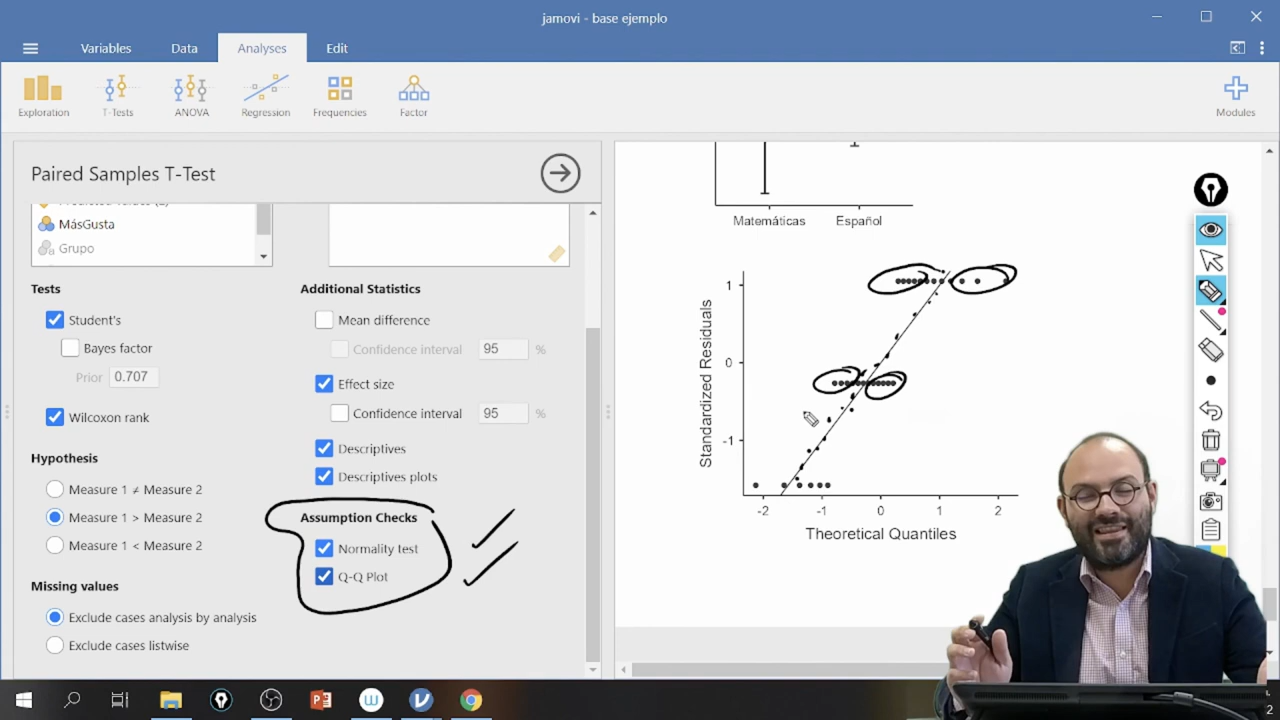 jamovi - base ejemplo
Variables Data Analyses Edit
Exploration T-Tests ANOVA Regression Frequencies Factor Modules
Paired Samples T-Test
MásGusta
Grupo
Tests
Student's
Bayes factor
Prior 0.707
Wilcoxon rank
Hypothesis
Measure 1 ≠ Measure 2
Measure 1 > Measure 2
Measure 1 < Measure 2
Missing values
Exclude cases analysis by analysis
Exclude cases listwise
Additional Statistics
Mean difference
Confidence interval 95 %
Effect size
Confidence interval 95 %
Descriptives
Descriptives plots
Assumption Checks
Normality test
Q-Q Plot
Matemáticas Español
Standardized Residuals
1
0
-1
-2 -1 0 1 2
Theoretical Quantiles